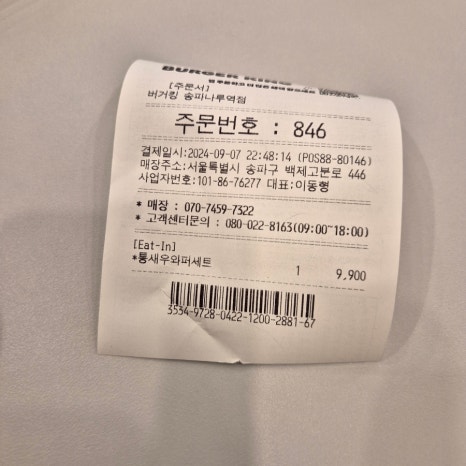 BURGER KING
[주문서]
버거킹 송파나루역점
주문번호 : 846
결제일시:2024-09-07 22:48:14 (POS88-80146)
매장주소:서울특별시 송파구 백제고분로 446
사업자번호:101-86-76277 대표:이동형
* 매장 : 070-7459-7322
* 고객센터문의 : 080-022-8163(09:00~18:00)
[Eat-In]
*통새우와퍼세트 1 9,900
3534-9728-0422-1200-2881-67